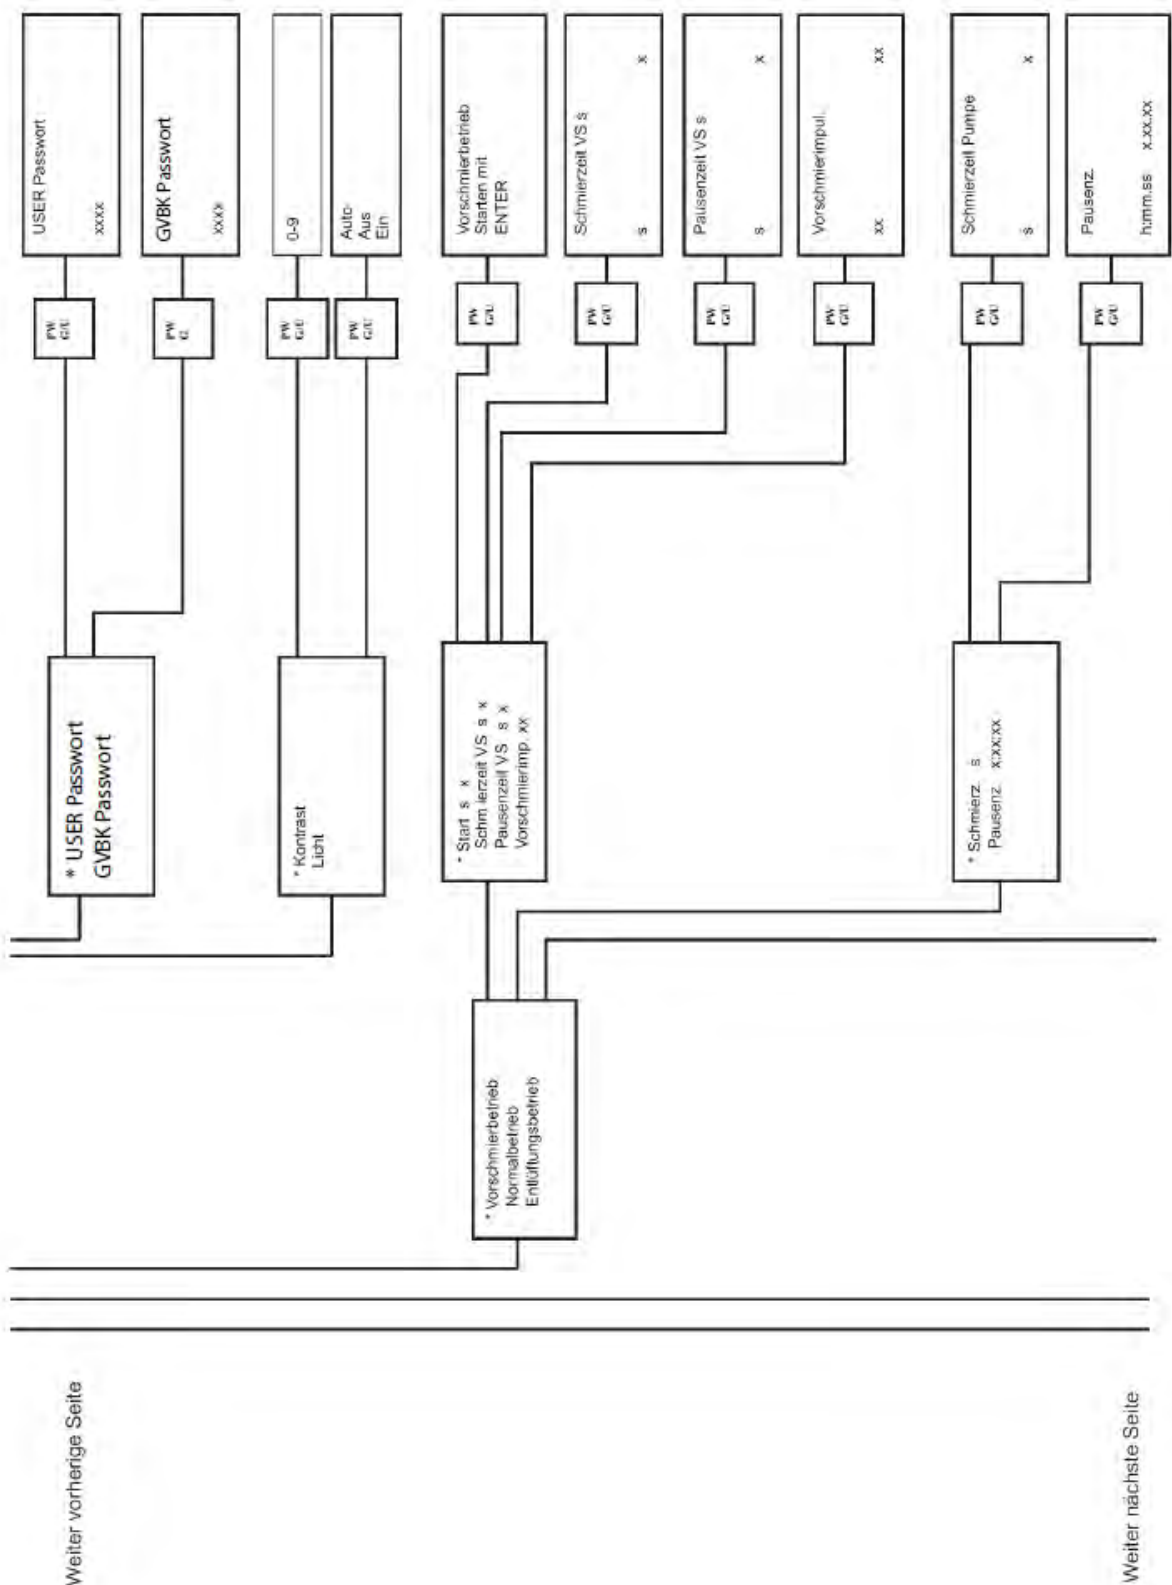 USER Passwort
xxxx
GVBK Passwort
xxxx
0-9
Auto-
Aus
Ein
Vorschmierbetrieb
Starten mit
ENTER
Schmierzeit VS s
s x
Pausenzeit VS s
s x
Vorschmierimpul.
xx xx
Schmierzeit Pumpe
s x
Pausenz.
h:mm.ss x.xx.xx
PW
G/U
PW
G
PW
G/U
PW
G/U
PW
G/U
PW
G/U
PW
G/U
PW
G/U
PW
G/U
PW
G/U
* USER Passwort
GVBK Passwort
* Kontrast
Licht
* Start s x
Schm ierzeit VS s x
Pausenzeit VS s x
Vorschmierimp. xx
* Schmierz. s
Pausenz. x:xx:xx
* Vorschmierbetrieb
Normalbetrieb
Entlüftungsbetrieb
Weiter vorherige Seite
Weiter nächste Seite